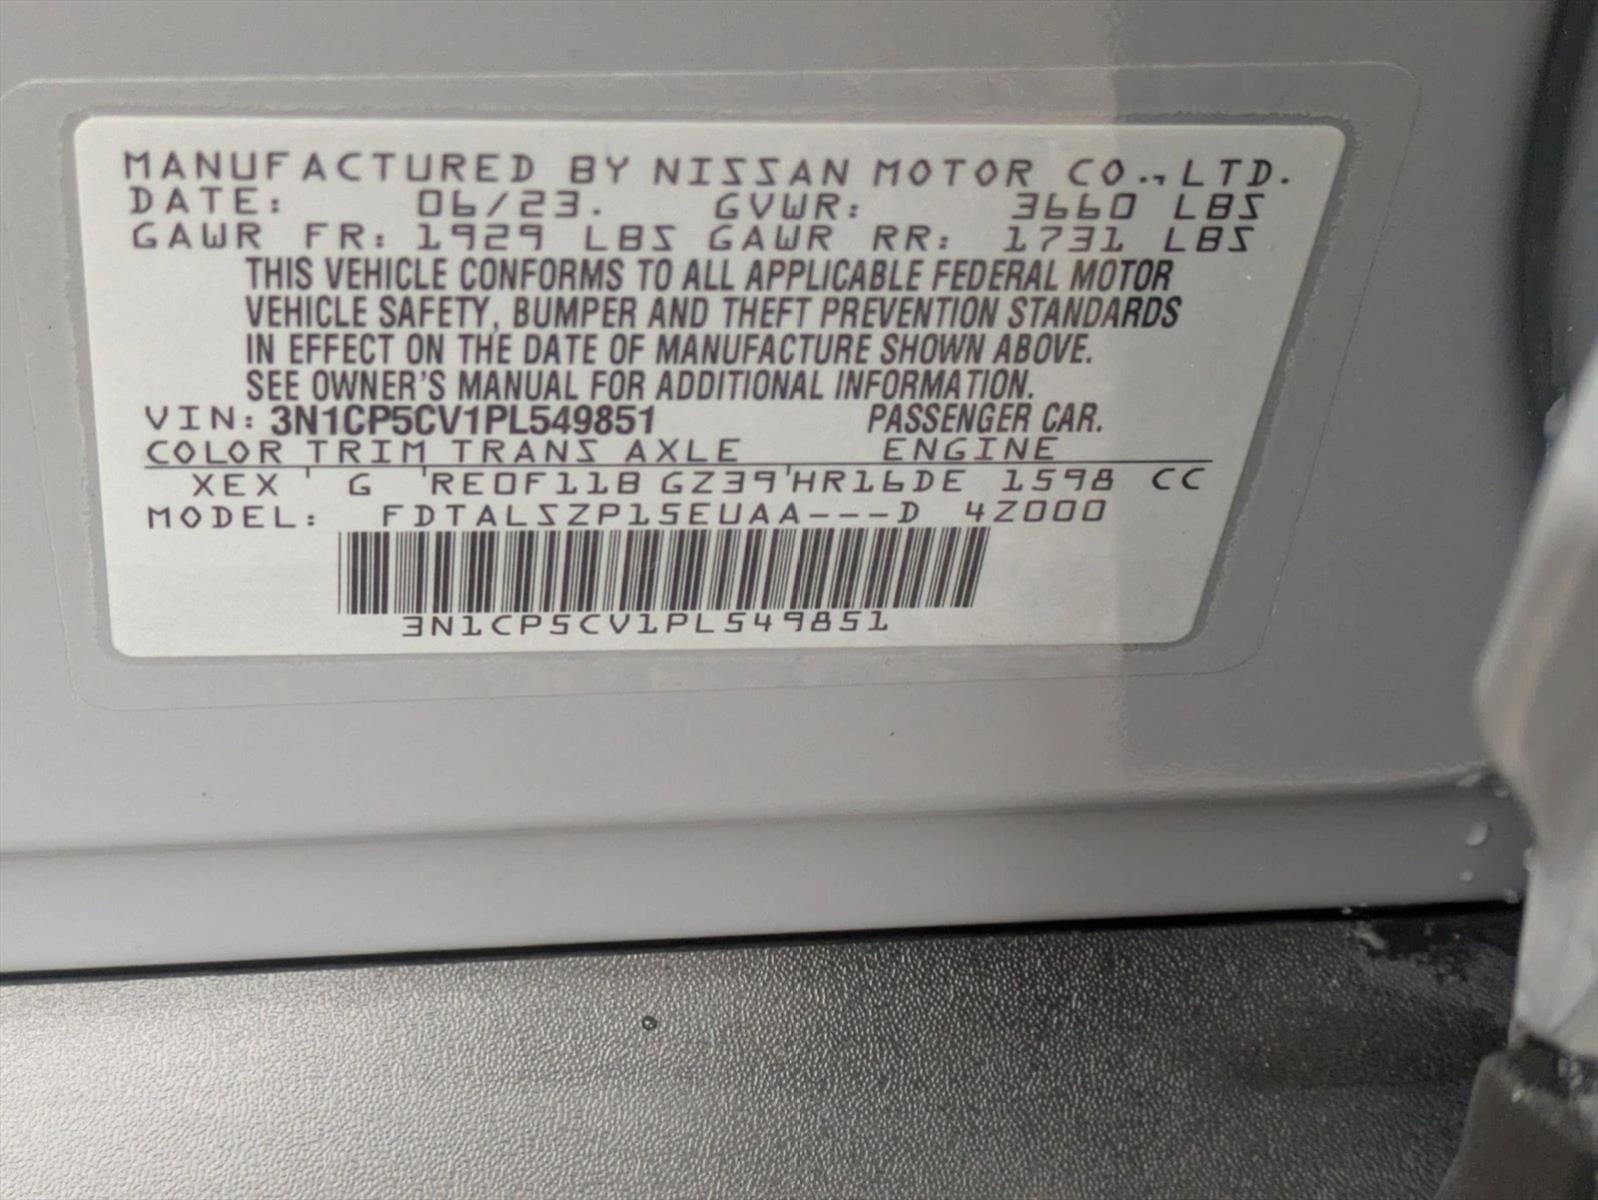 MANUFACTURED BY NISSAN MOTOR CO., LTD.
DATE: 06/23. GVWR: 3660 LBS
GAWR FR: 1929 LBS GAWR RR: 1731 LBS
THIS VEHICLE CONFORMS TO ALL APPLICABLE FEDERAL MOTOR
VEHICLE SAFETY, BUMPER AND THEFT PREVENTION STANDARDS
IN EFFECT ON THE DATE OF MANUFACTURE SHOWN ABOVE.
SEE OWNER'S MANUAL FOR ADDITIONAL INFORMATION.
VIN: 3N1CP5CV1PL549851 PASSENGER CAR.
COLOR TRIM TRANS AXLE ENGINE
XEX ' G 'RE0F11B GZ39'HR16DE 1598 CC
MODEL: FDTALSZP15EUAA---D 4Z000
3N1CP5CV1PL549851